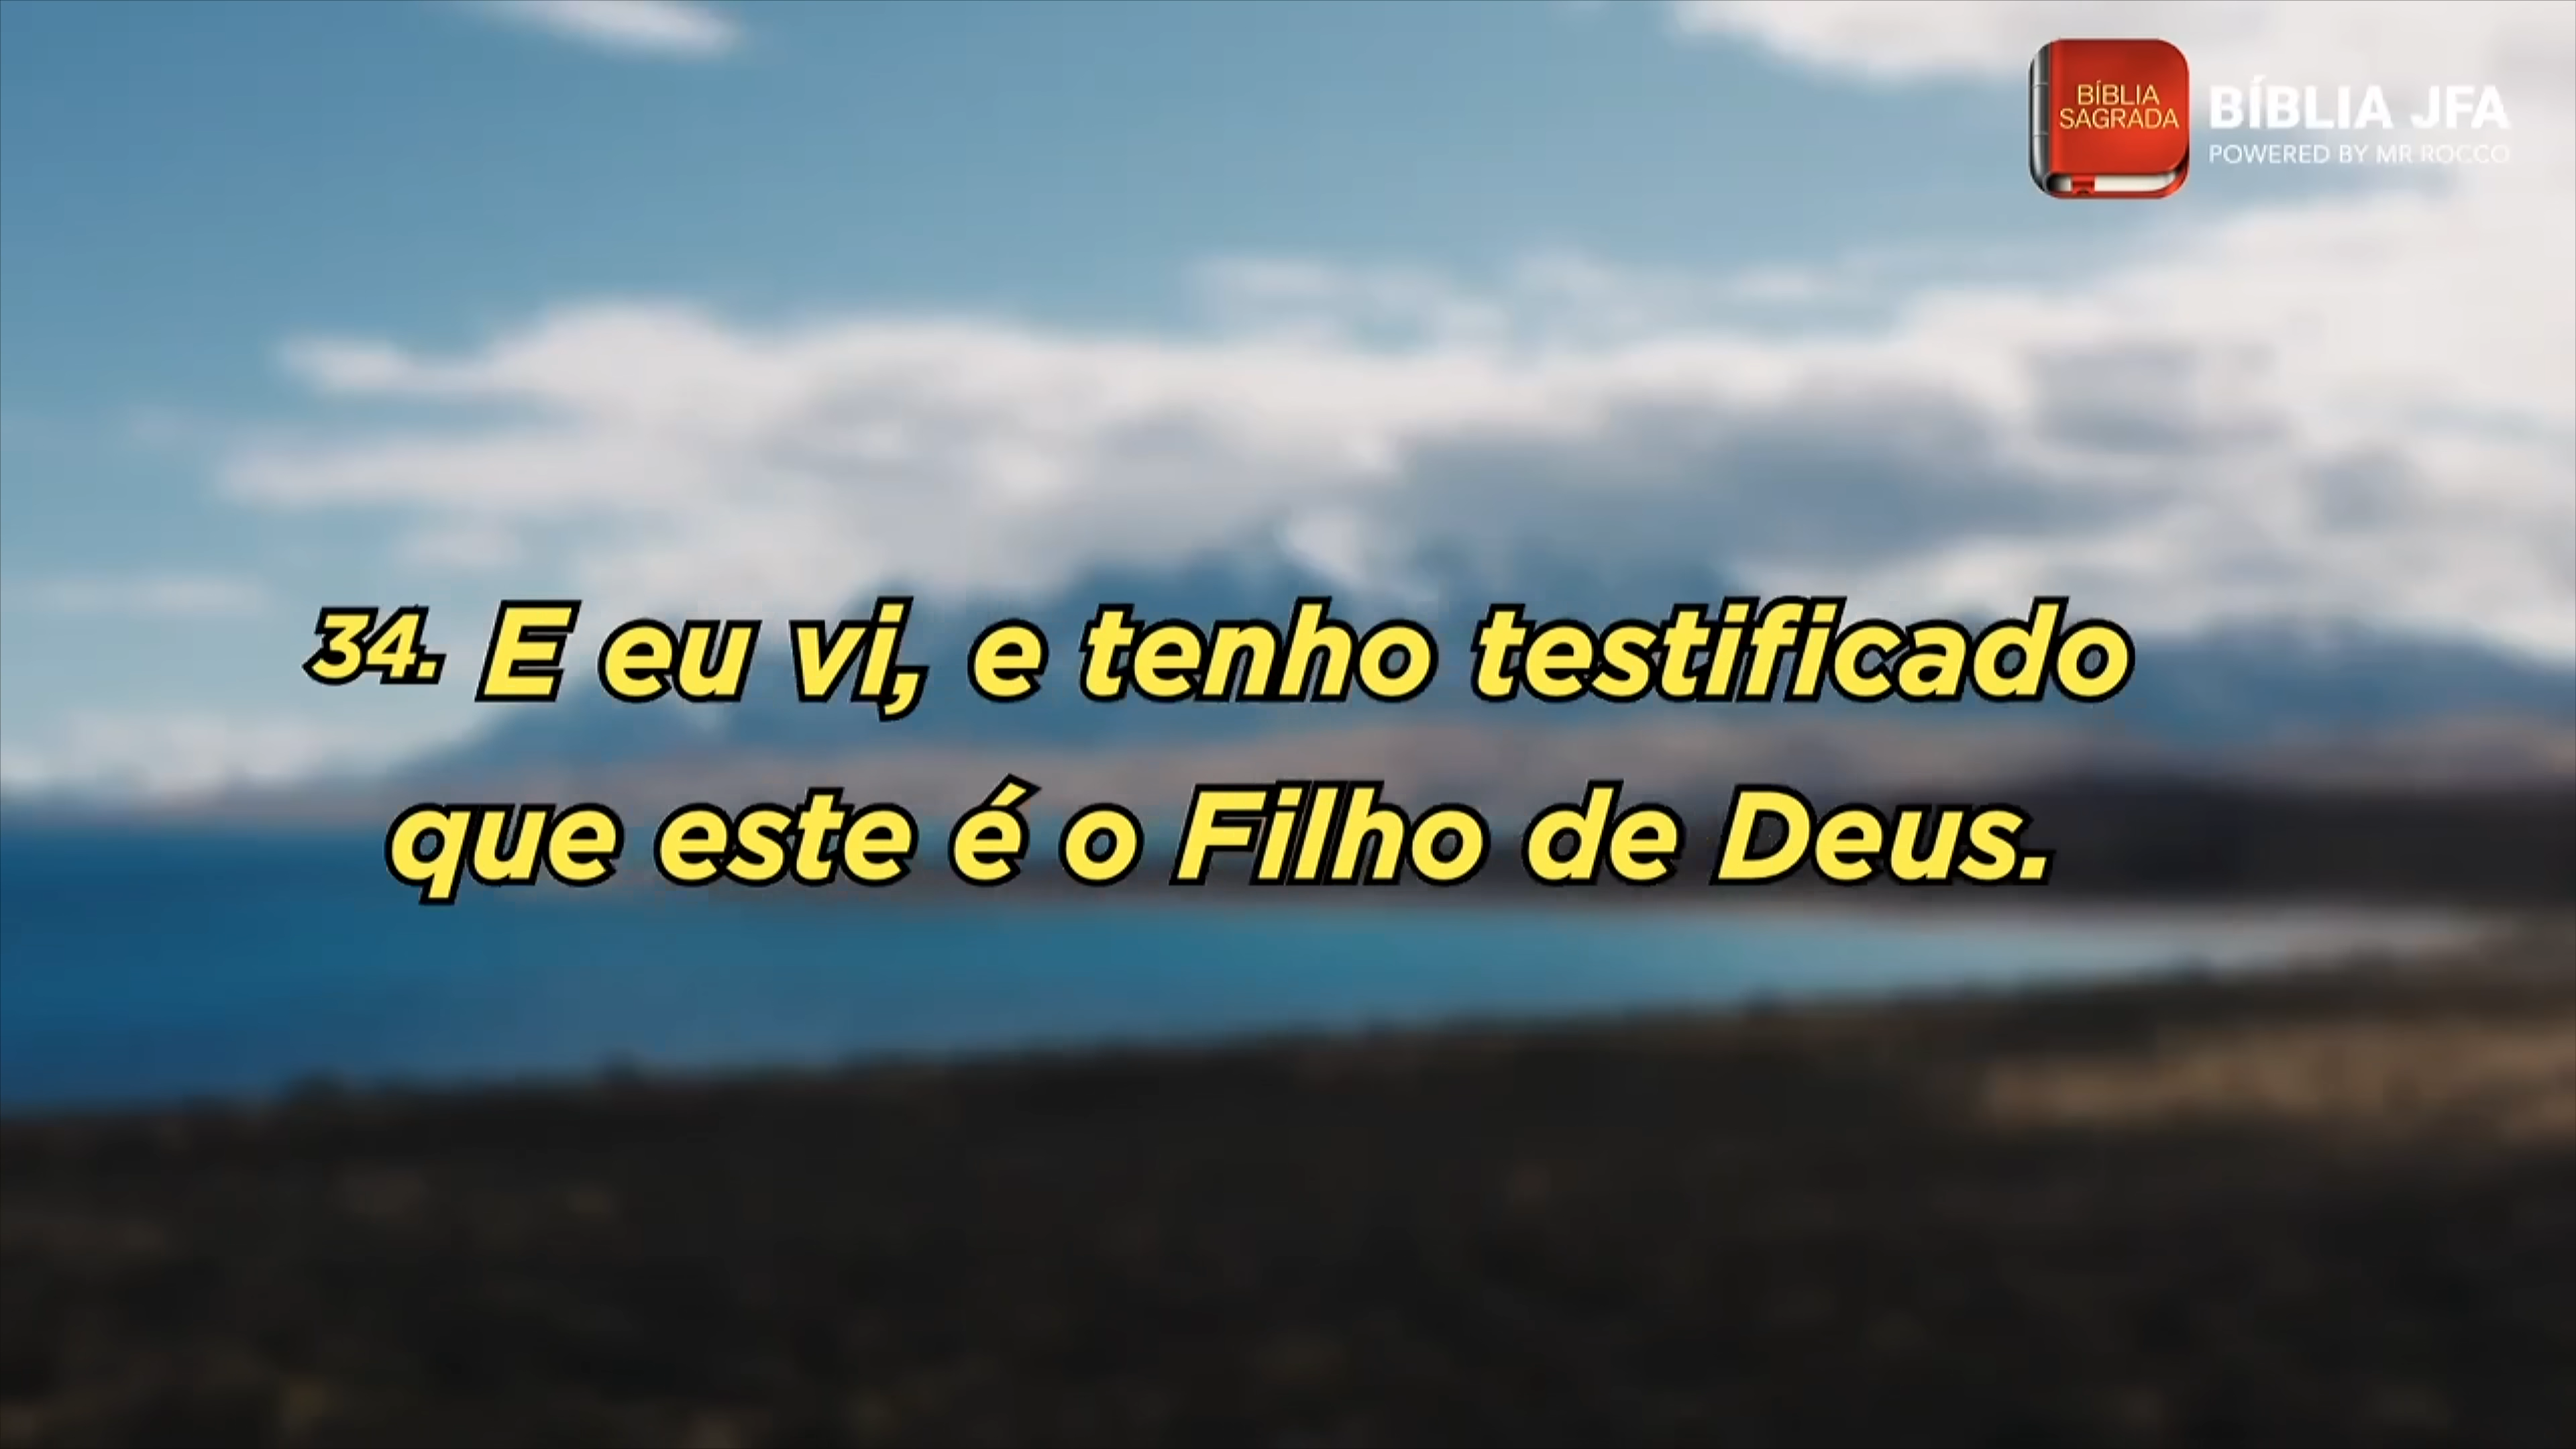 BÍBLIA
SAGRADA
BÍBLIA JFA
POWERED BY MR ROCCO
34. E eu vi, e tenho testificado
que este é o Filho de Deus.